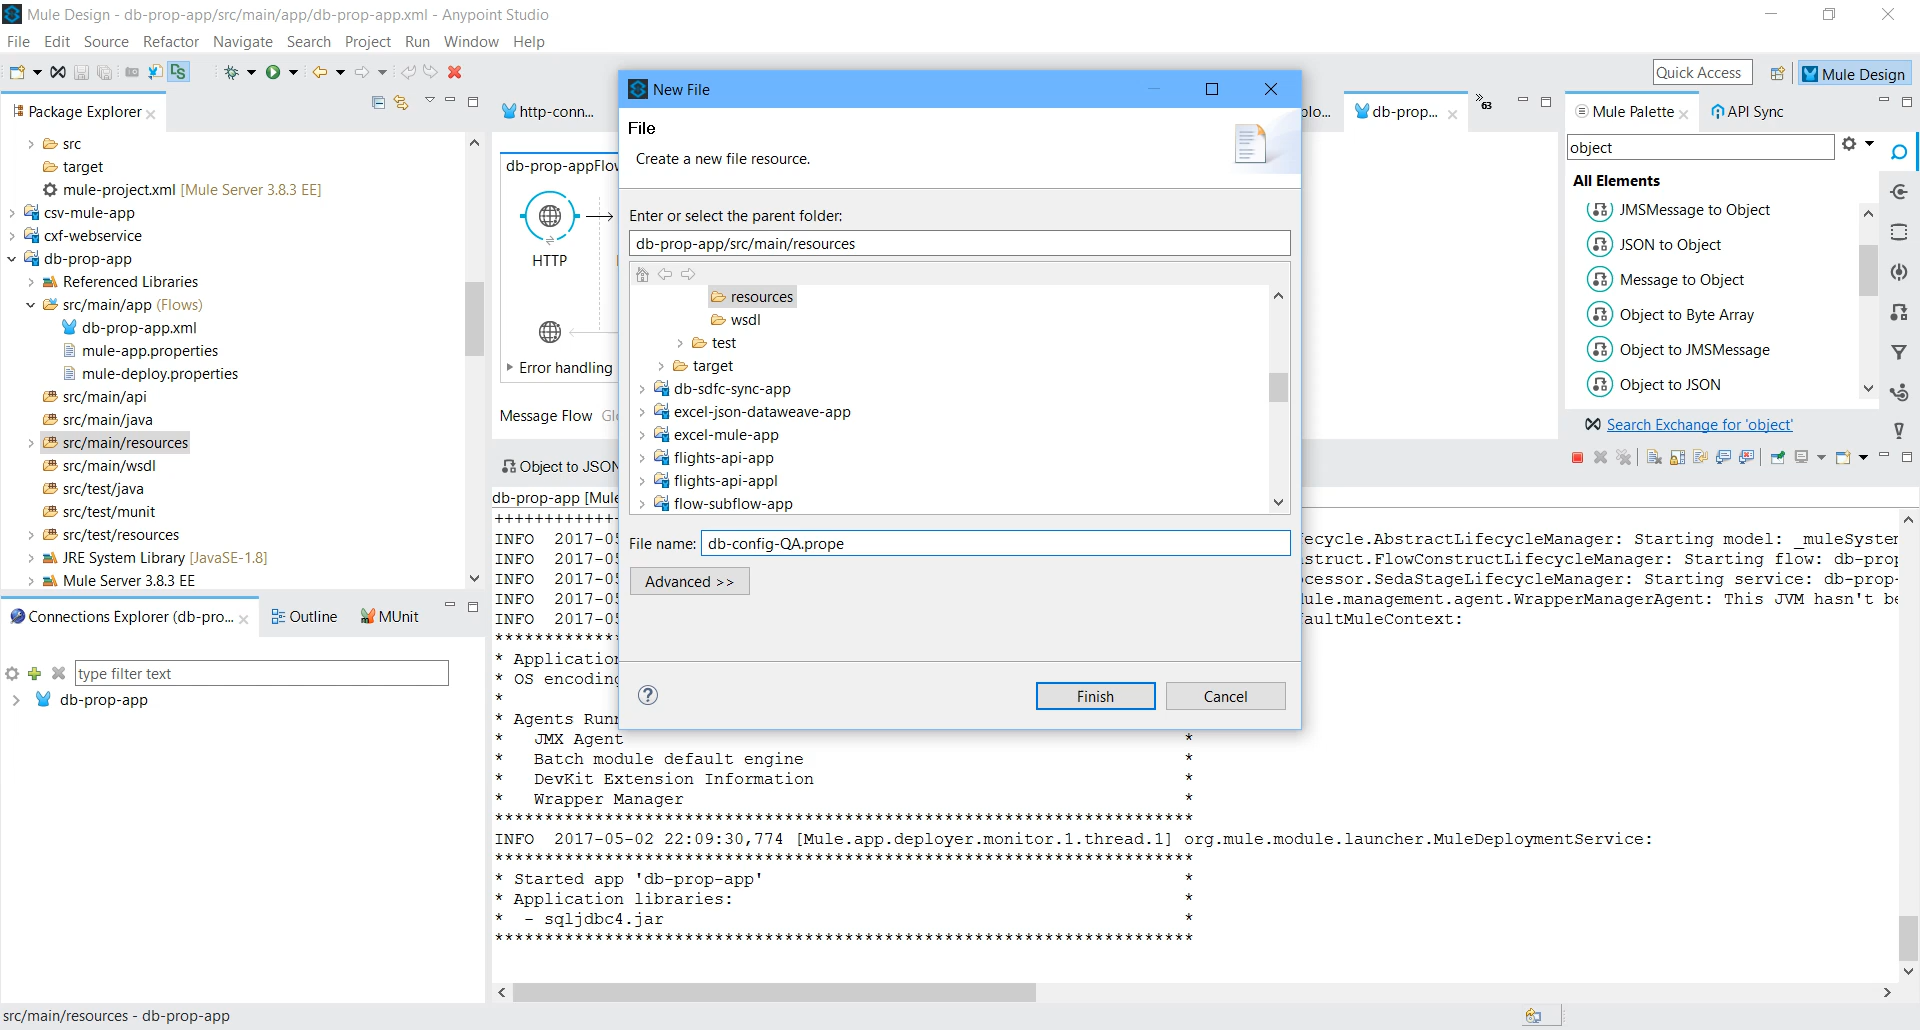 Mule Design - db-prop-app/src/main/app/db-prop-app.xml - Anypoint Studio
File Edit Source Refactor Navigate Search Project Run Window Help
Quick Access
Mule Design
Package Explorer
src
target
mule-project.xml [Mule Server 3.8.3 EE]
csv-mule-app
cxf-webservice
db-prop-app
Referenced Libraries
src/main/app (Flows)
db-prop-app.xml
mule-app.properties
mule-deploy.properties
src/main/api
src/main/java
src/main/resources
src/main/wsdl
src/test/java
src/test/munit
src/test/resources
JRE System Library [JavaSE-1.8]
Mule Server 3.8.3 EE
Connections Explorer (db-pro...
Outline
MUnit
type filter text
db-prop-app
http-conn...
plo...
db-prop...
63
db-prop-appFlow
HTTP
Error handling
Message Flow Gl
New File
File
Create a new file resource.
Enter or select the parent folder:
db-prop-app/src/main/resources
resources
wsdl
test
target
db-sdfc-sync-app
excel-json-dataweave-app
excel-mule-app
flights-api-app
flights-api-appl
flow-subflow-app
File name: db-config-QA.prope
Advanced >>
Finish
Cancel
Mule Palette
API Sync
object
All Elements
JMSMessage to Object
JSON to Object
Message to Object
Object to Byte Array
Object to JMSMessage
Object to JSON
Search Exchange for 'object'
Object to JSON
db-prop-app [Mule
++++++++++++
INFO 2017-05 ecycle.AbstractLifecycleManager: Starting model: _muleSystem
INFO 2017-05 struct.FlowConstructLifecycleManager: Starting flow: db-prop
INFO 2017-05 cessor.SedaStageLifecycleManager: Starting service: db-prop-
INFO 2017-05 ule.management.agent.WrapperManagerAgent: This JVM hasn't be
INFO 2017-05 aultMuleContext:
************
* Application
* OS encoding
*
* Agents Runn
* JMX Agent *
* Batch module default engine *
* DevKit Extension Information *
* Wrapper Manager *
**********************************************************************
INFO 2017-05-02 22:09:30,774 [Mule.app.deployer.monitor.1.thread.1] org.mule.module.launcher.MuleDeploymentService:
**********************************************************************
* Started app 'db-prop-app' *
* Application libraries: *
* - sqljdbc4.jar *
**********************************************************************
src/main/resources - db-prop-app